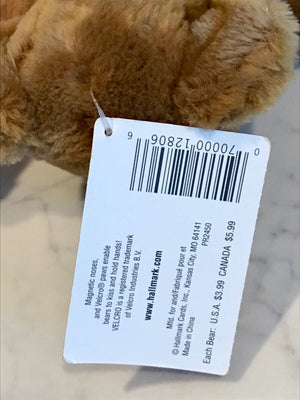 0 70000 12806 6
Magnetic noses,
and Velcro® paws enable
bears to kiss and hold hands!
VELCRO is a registered trademark
of Velcro Industries B.V.
www.hallmark.com
Mfd. for and/Fabriqué pour et
© Hallmark Cards, Inc., Kansas City, MO 64141
Made in China
PR2450
Each Bear: U.S.A. $3.99 CANADA $5.99